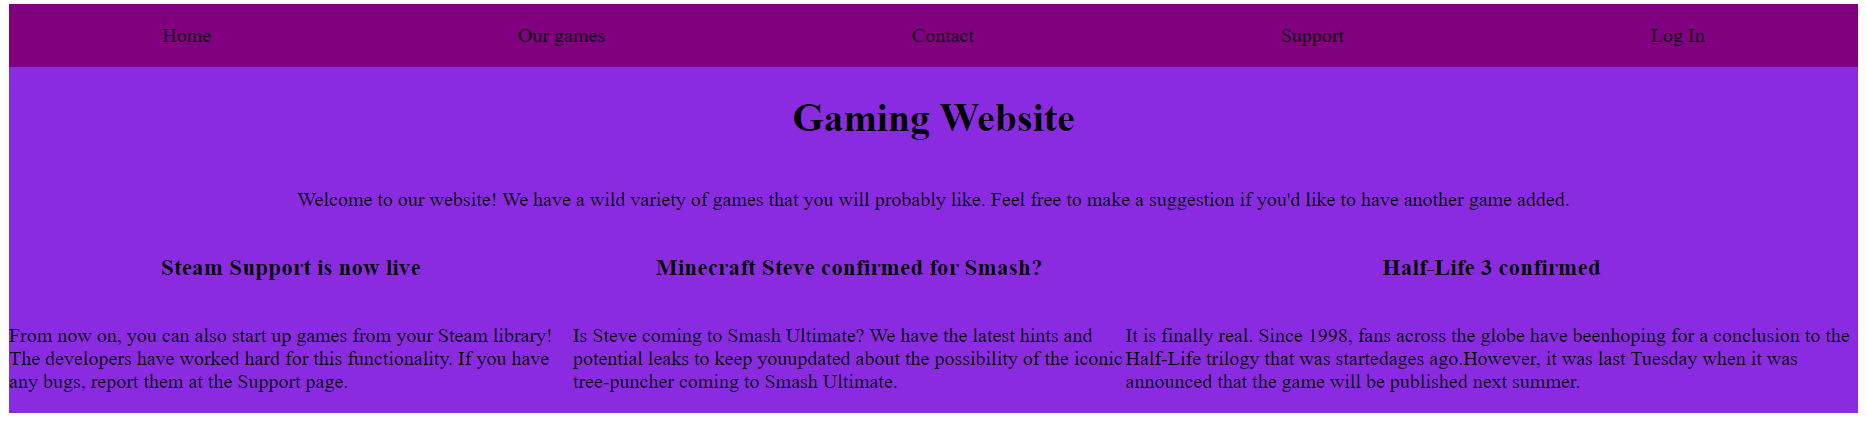 Home Our games Contact Support Log In
Gaming Website
Welcome to our website! We have a wild variety of games that you will probably like. Feel free to make a suggestion if you'd like to have another game added.
Steam Support is now live
From now on, you can also start up games from your Steam library!
The developers have worked hard for this functionality. If you have
any bugs, report them at the Support page.
Minecraft Steve confirmed for Smash?
Is Steve coming to Smash Ultimate? We have the latest hints and
potential leaks to keep youupdated about the possibility of the iconic
tree-puncher coming to Smash Ultimate.
Half-Life 3 confirmed
It is finally real. Since 1998, fans across the globe have beenhoping for a conclusion to the
Half-Life trilogy that was startedages ago.However, it was last Tuesday when it was
announced that the game will be published next summer.